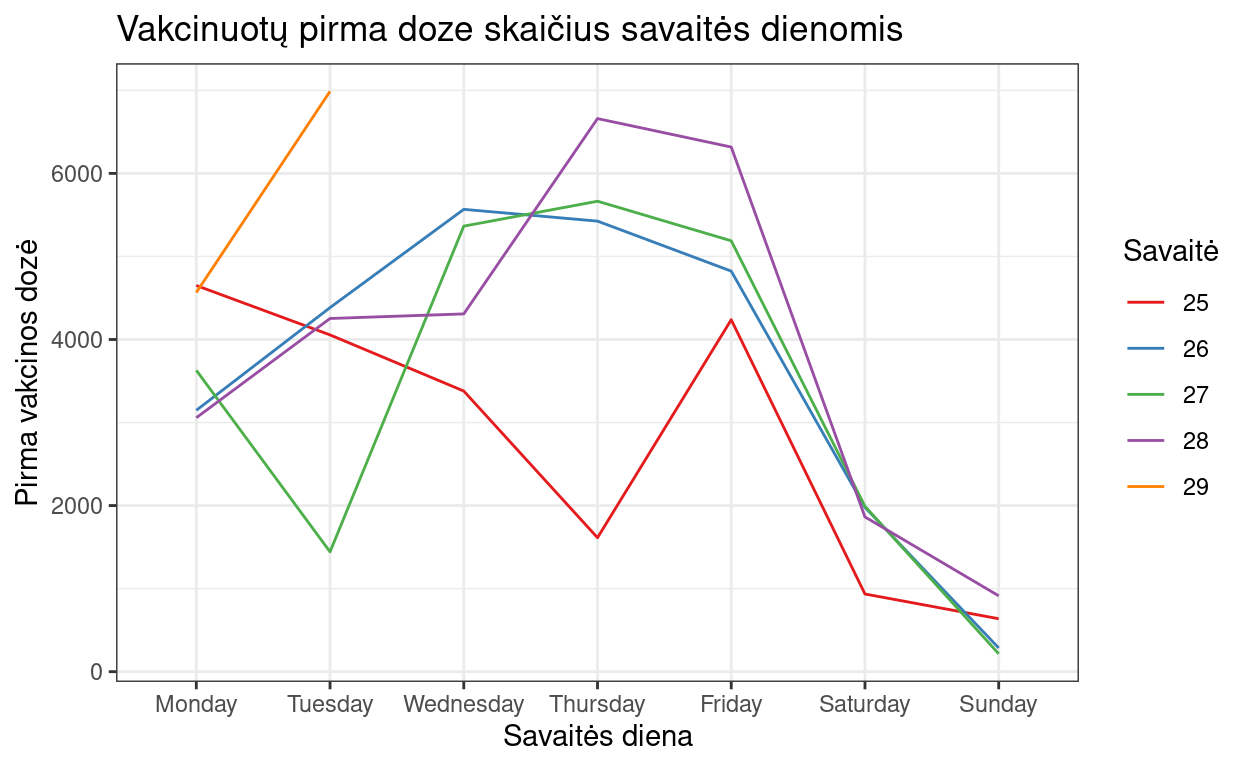 Vakcinuotų pirma doze skaičius savaitės dienomis
Pirma vakcinos dozė
6000
4000
2000
0
Monday Tuesday Wednesday Thursday Friday Saturday Sunday
Savaitės diena
Savaitė
25
26
27
28
29